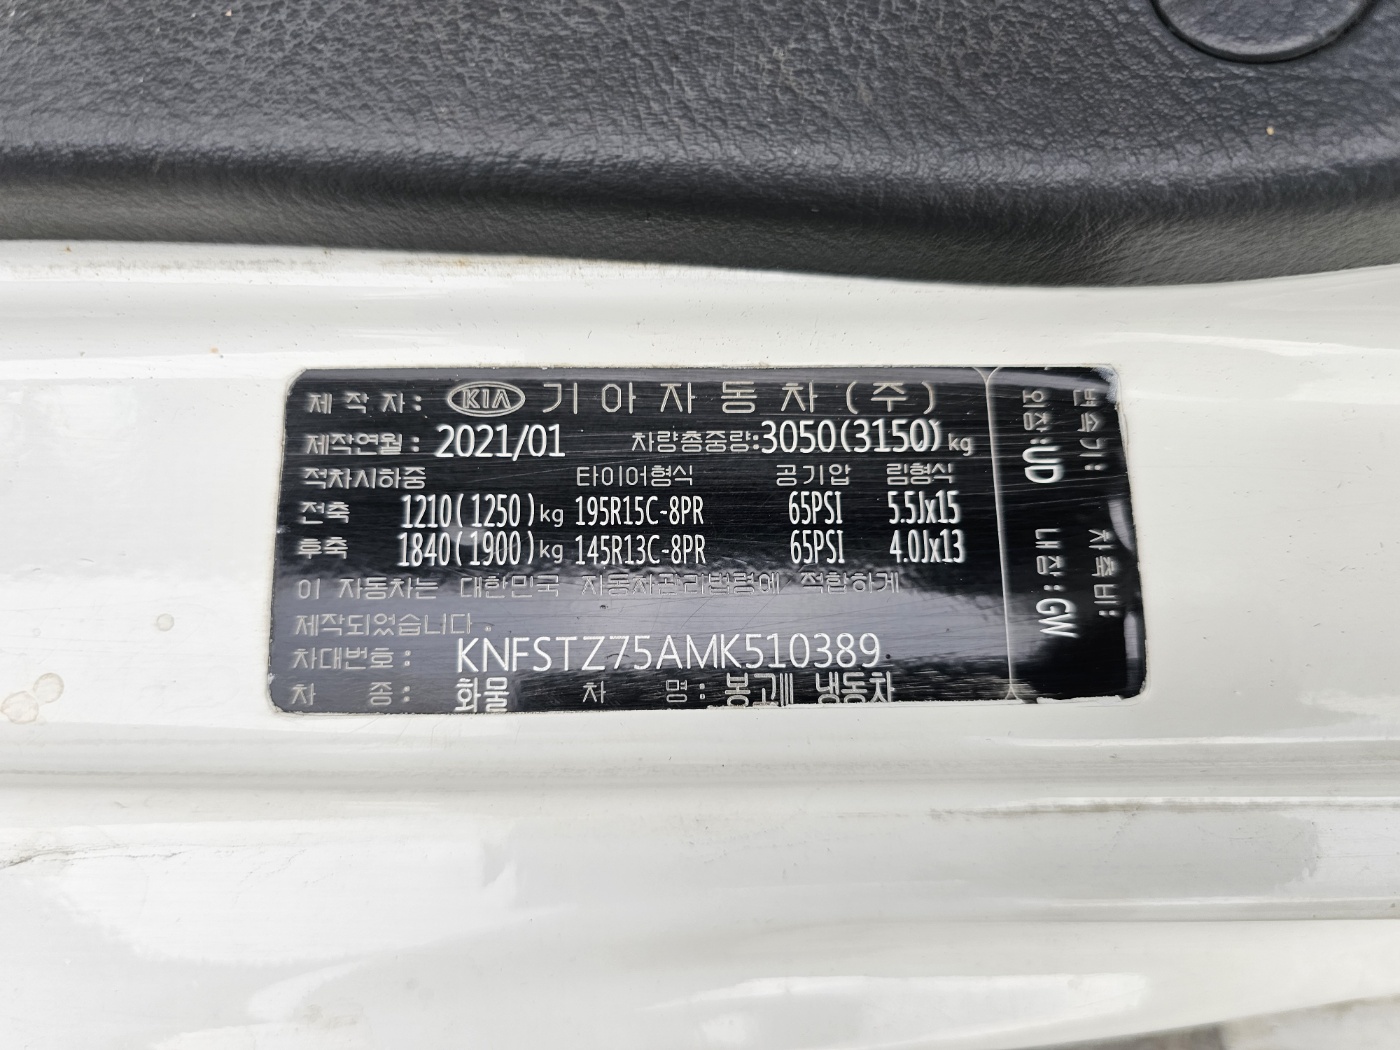 제 작 자 : KIA 기 아 자 동 차 ( 주 )
제작연월 : 2021/01 차량총중량:3050(3150)kg
적차시하중 타이어형식 공기압 림형식
전축 1210(1250)kg 195R15C-8PR 65PSI 5.5Jx15
후축 1840(1900)kg 145R13C-8PR 65PSI 4.0Jx13
이 자동차는 대한민국 자동차관리법령에 적합하게
제작되었습니다.
차대번호 : KNFSTZ75AMK510389
차 종 : 화물 차 명 : 봉고Ⅲ 냉동차
변속기: 차축비:
외장:UD 내장:GW